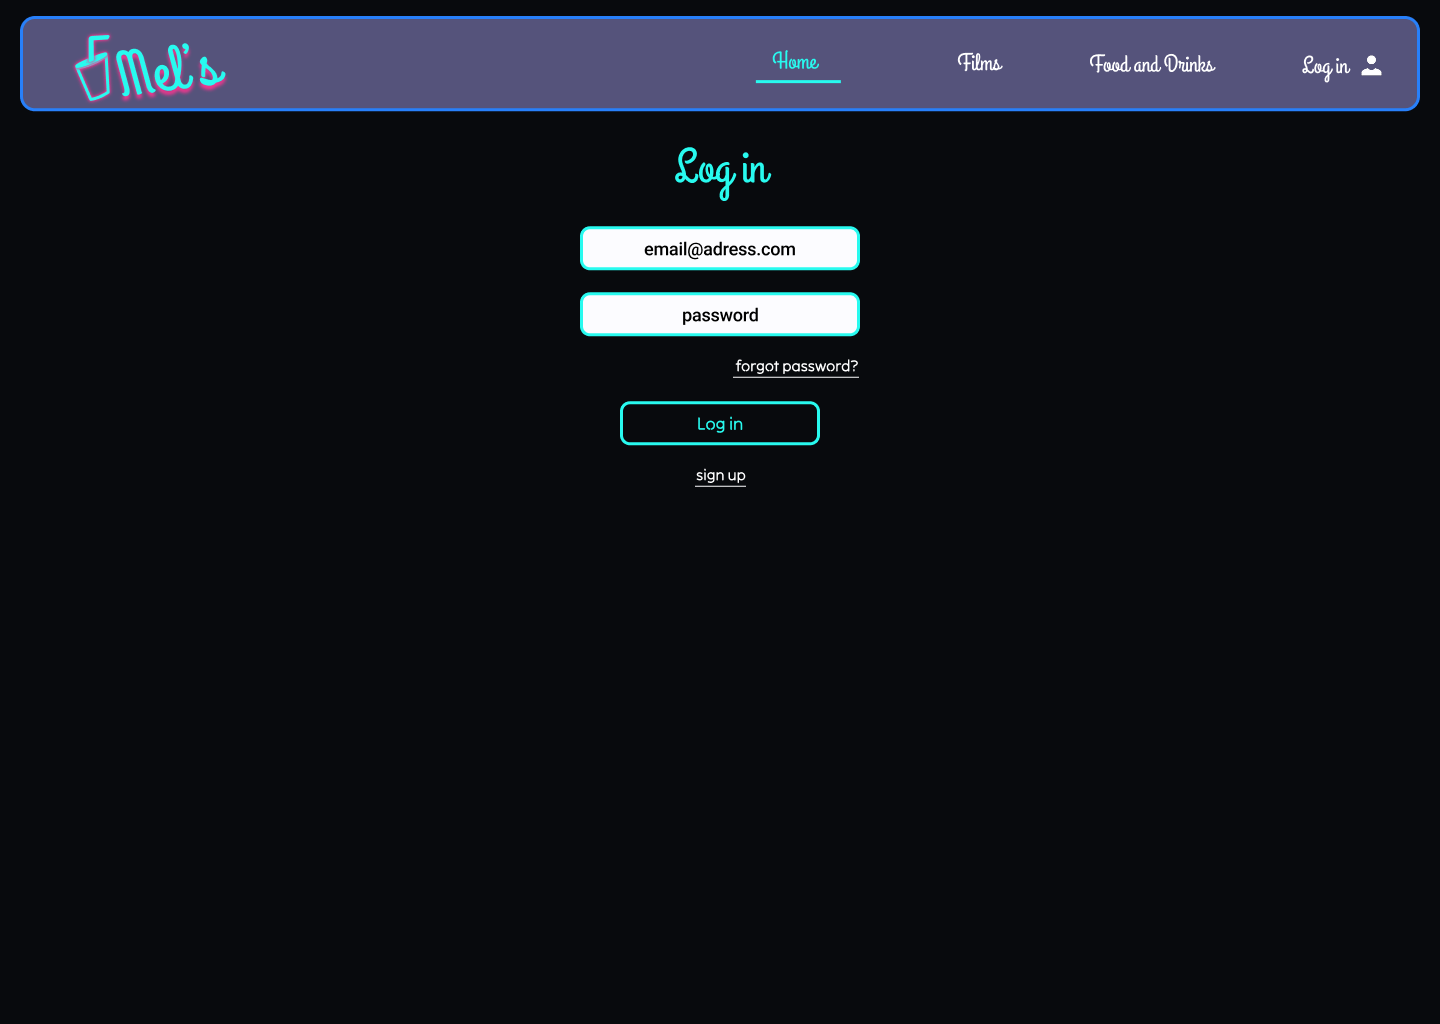 Mel's
Home
Films
Food and Drinks
Log in
Log in
email@adress.com
password
forgot password?
Log in
sign up